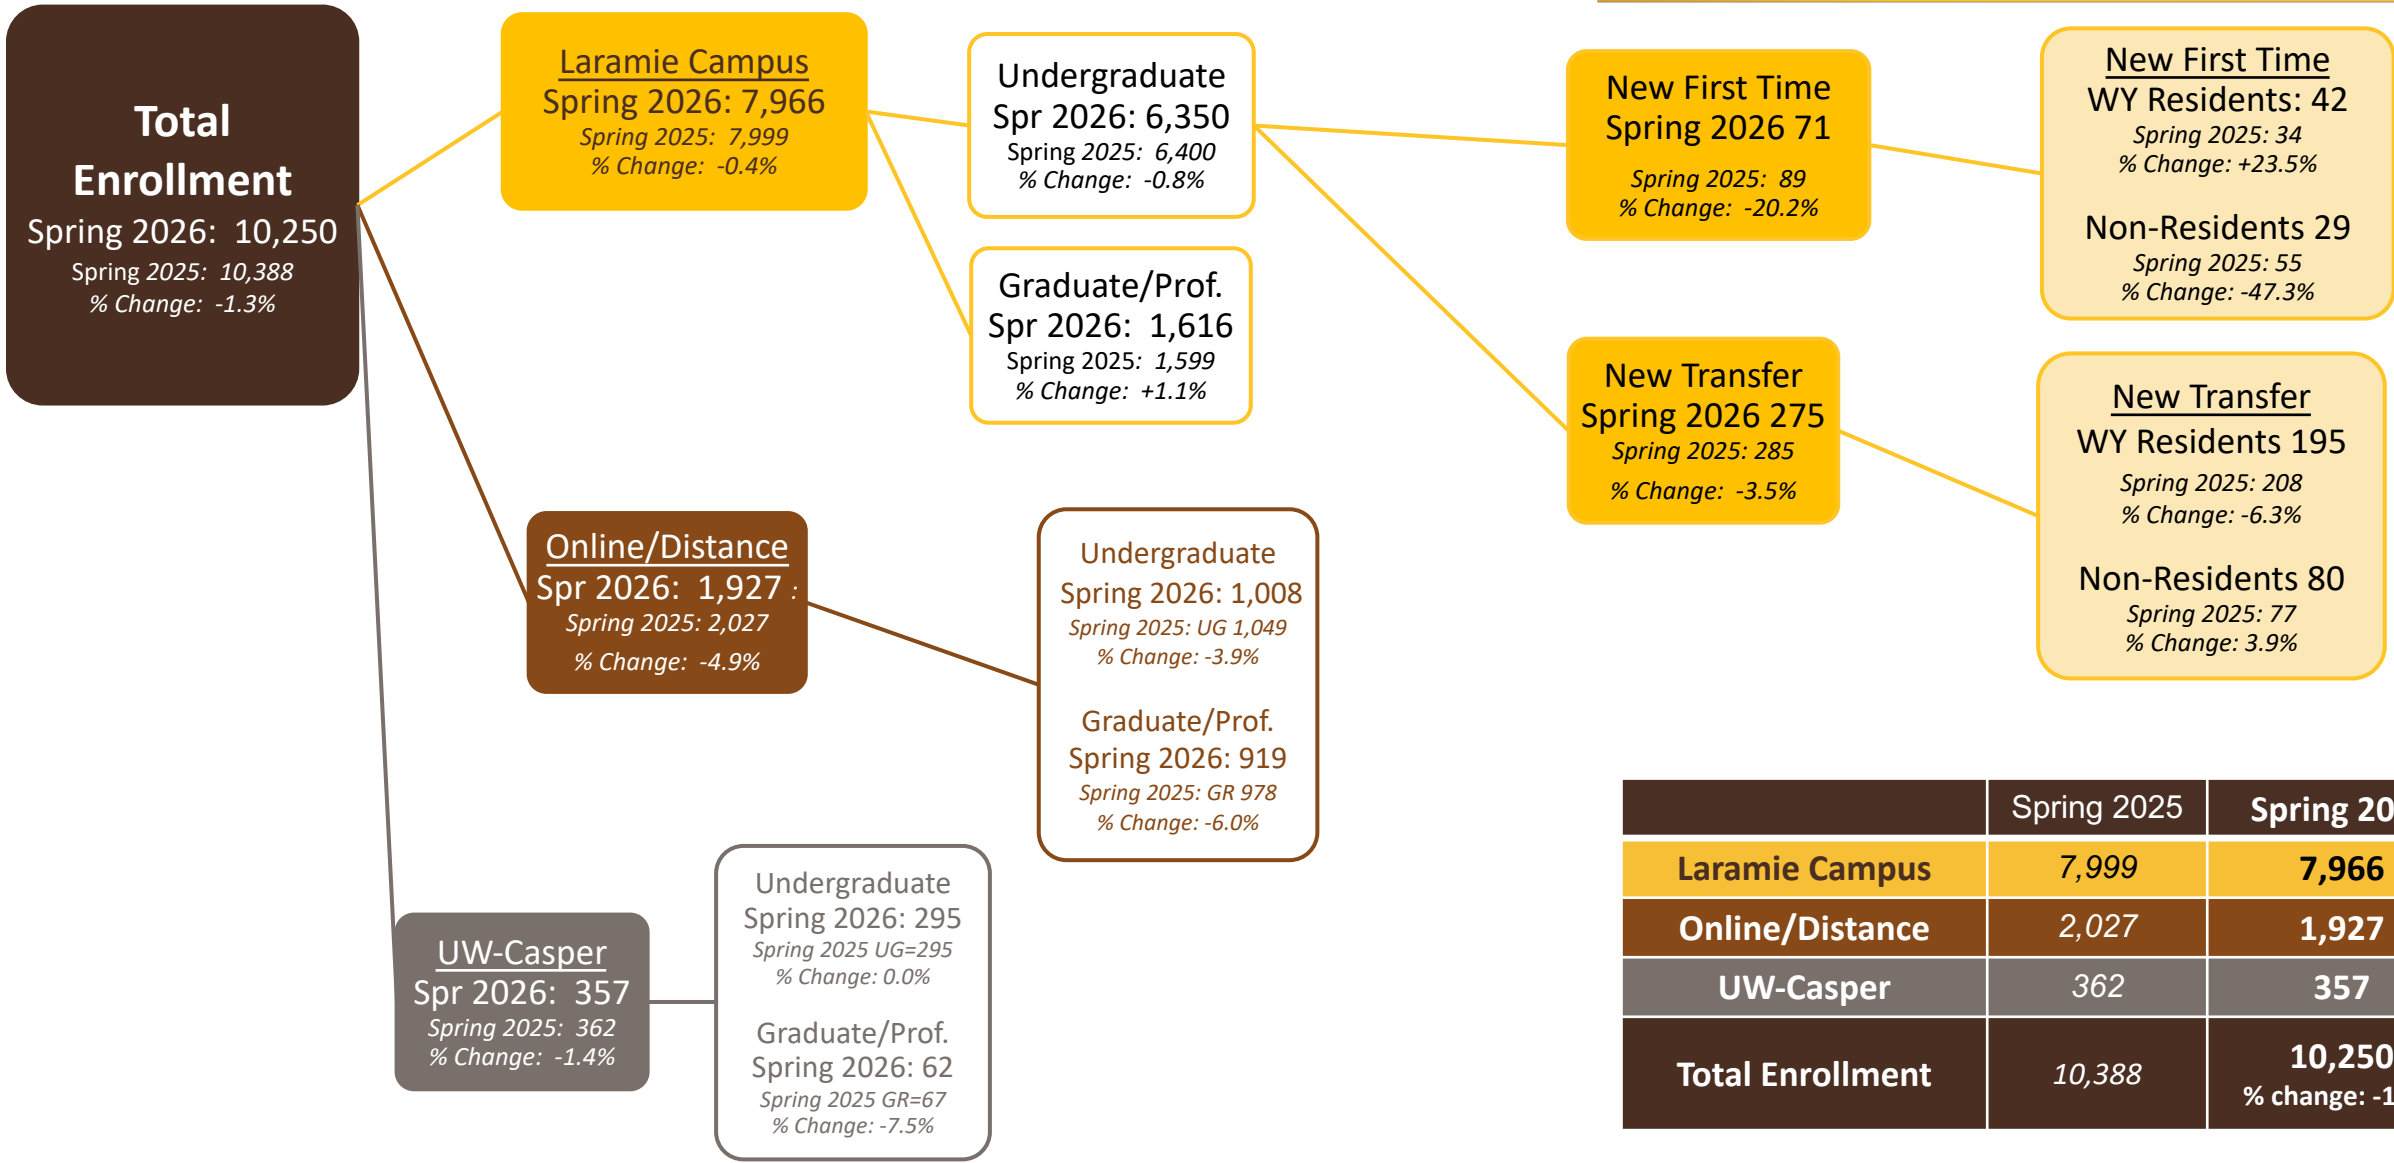 Total
Enrollment
Spring 2026: 10,250
Spring 2025: 10,388
% Change: -1.3%
Laramie Campus
Spring 2026: 7,966
Spring 2025: 7,999
% Change: -0.4%
Undergraduate
Spr 2026: 6,350
Spring 2025: 6,400
% Change: -0.8%
Graduate/Prof.
Spr 2026: 1,616
Spring 2025: 1,599
% Change: +1.1%
New First Time
Spring 2026 71
Spring 2025: 89
% Change: -20.2%
New First Time
WY Residents: 42
Spring 2025: 34
% Change: +23.5%
Non-Residents 29
Spring 2025: 55
% Change: -47.3%
New Transfer
Spring 2026 275
Spring 2025: 285
% Change: -3.5%
New Transfer
WY Residents 195
Spring 2025: 208
% Change: -6.3%
Non-Residents 80
Spring 2025: 77
% Change: 3.9%
Online/Distance
Spr 2026: 1,927 :
Spring 2025: 2,027
% Change: -4.9%
Undergraduate
Spring 2026: 1,008
Spring 2025: UG 1,049
% Change: -3.9%
Graduate/Prof.
Spring 2026: 919
Spring 2025: GR 978
% Change: -6.0%
UW-Casper
Spr 2026: 357
Spring 2025: 362
% Change: -1.4%
Undergraduate
Spring 2026: 295
Spring 2025 UG=295
% Change: 0.0%
Graduate/Prof.
Spring 2026: 62
Spring 2025 GR=67
% Change: -7.5%
Spring 2025 Spring 20
Laramie Campus 7,999 7,966
Online/Distance 2,027 1,927
UW-Casper 362 357
Total Enrollment 10,388 10,250
% change: -1